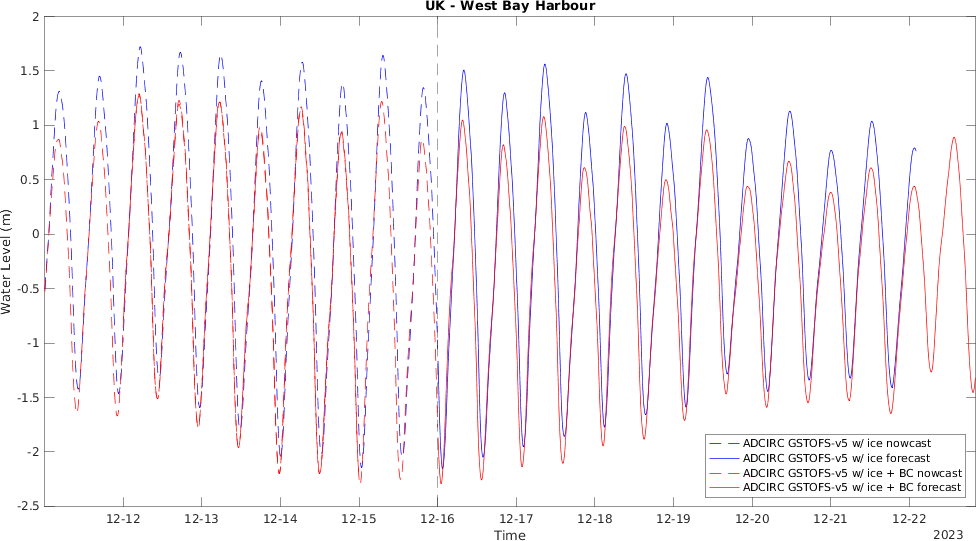 UK - West Bay Harbour
2
1.5
1
0.5
0
-0.5
-1
-1.5
-2
-2.5
Water Level (m)
12-12 12-13 12-14 12-15 12-16 12-17 12-18 12-19 12-20 12-21 12-22
Time
2023
ADCIRC GSTOFS-v5 w/ ice nowcast
ADCIRC GSTOFS-v5 w/ ice forecast
ADCIRC GSTOFS-v5 w/ ice + BC nowcast
ADCIRC GSTOFS-v5 w/ ice + BC forecast